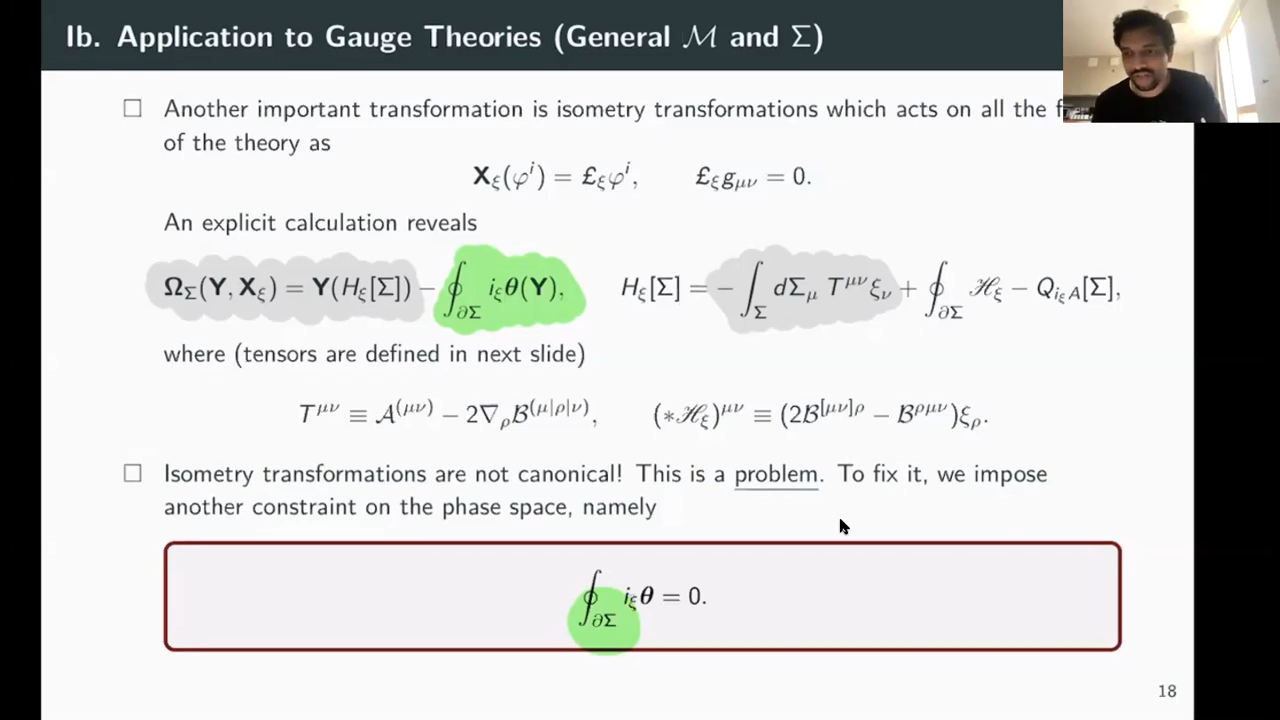 Ib. Application to Gauge Theories (General ℳ and Σ)
□ Another important transformation is isometry transformations which acts on all the
of the theory as
X_ξ(φ^i) = £_ξφ^i, £_ξg_{μν} = 0.
An explicit calculation reveals
Ω_Σ(Y, X_ξ) = Y(H_ξ[Σ]) − ∮_{∂Σ} i_ξθ(Y), H_ξ[Σ] = − ∫_Σ dΣ_μ T^{μν}ξ_ν + ∮_{∂Σ} ℋ_ξ − Q_{i_ξA}[Σ],
where (tensors are defined in next slide)
T^{μν} ≡ 𝒜^{(μν)} − 2∇_ρℬ^{(μ|ρ|ν)}, (∗ℋ_ξ)^{μν} ≡ (2ℬ^{[μν]ρ} − ℬ^{ρμν})ξ_ρ.
□ Isometry transformations are not canonical! This is a problem. To fix it, we impose
another constraint on the phase space, namely
∮_{∂Σ} i_ξθ = 0.
18